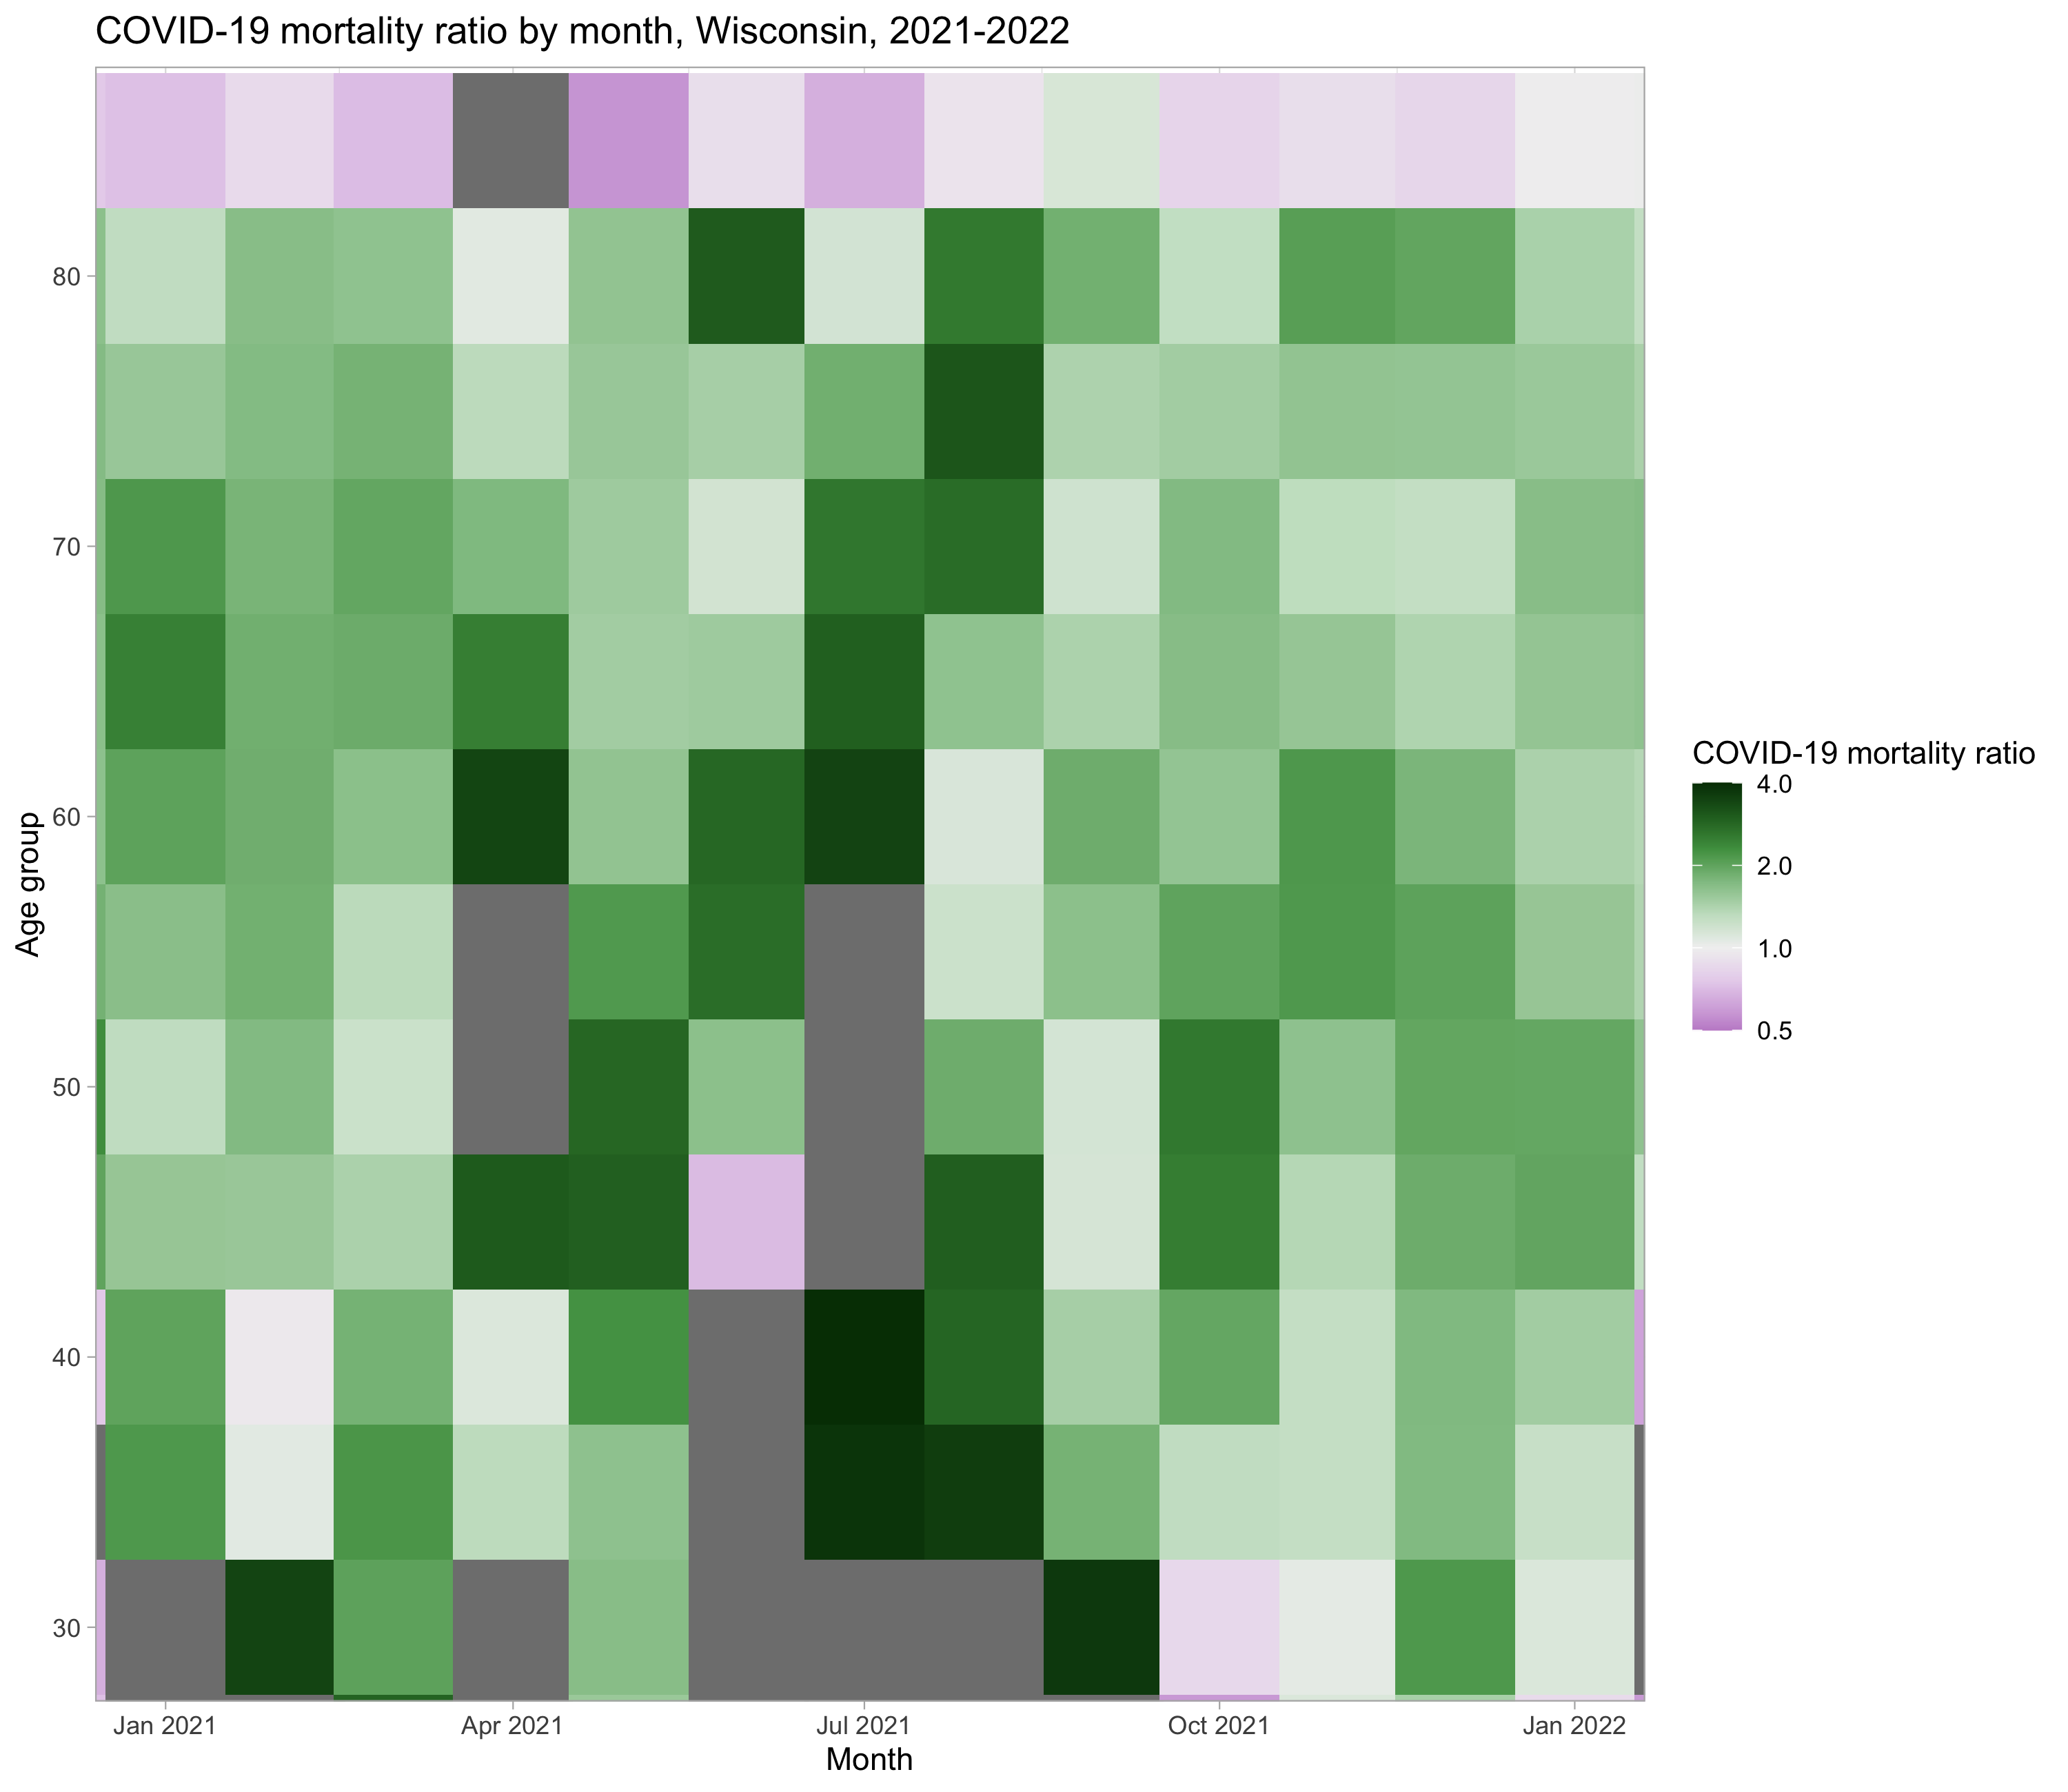 COVID-19 mortality ratio by month, Wisconsin, 2021-2022
80
70
60
50
40
30
Age group
Jan 2021
Apr 2021
Jul 2021
Oct 2021
Jan 2022
Month
COVID-19 mortality ratio
4.0
2.0
1.0
0.5